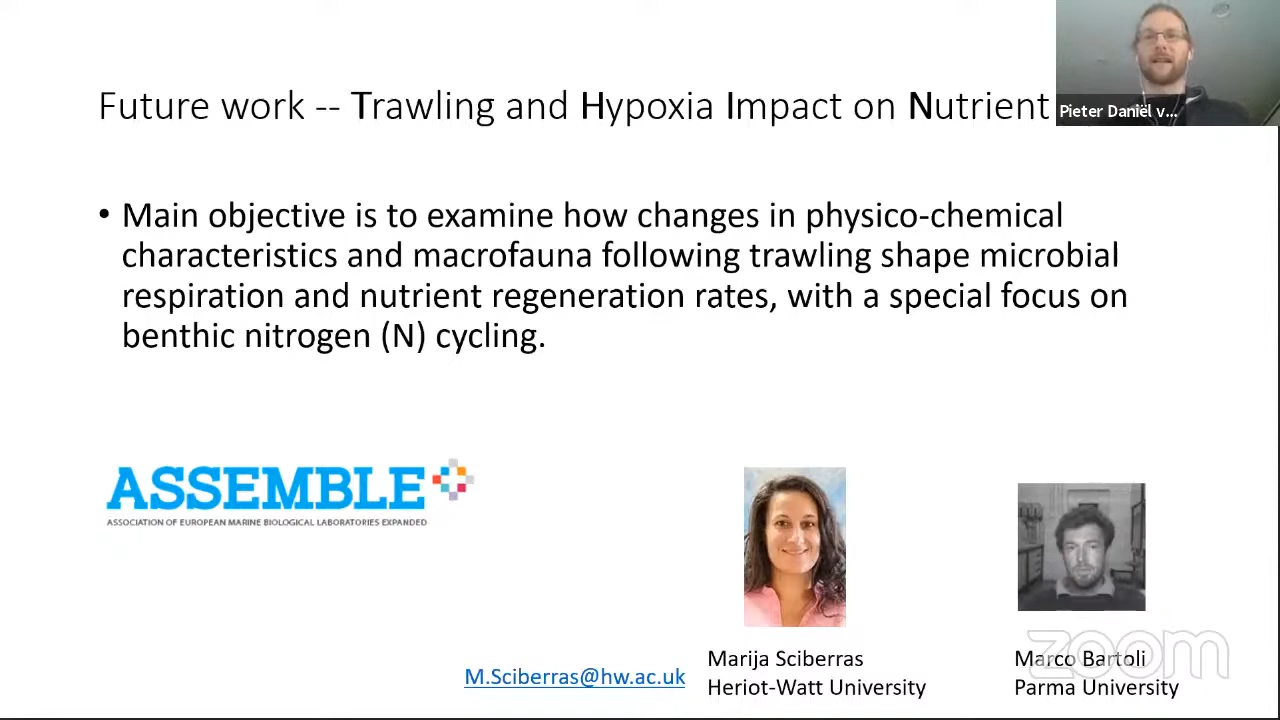 Future work -- Trawling and Hypoxia Impact on Nutrient
Pieter Daniël v...
• Main objective is to examine how changes in physico-chemical
characteristics and macrofauna following trawling shape microbial
respiration and nutrient regeneration rates, with a special focus on
benthic nitrogen (N) cycling.
ASSEMBLE
ASSOCIATION OF EUROPEAN MARINE BIOLOGICAL LABORATORIES EXPANDED
M.Sciberras@hw.ac.uk
Marija Sciberras
Heriot-Watt University
Marco Bartoli
Parma University
zoom